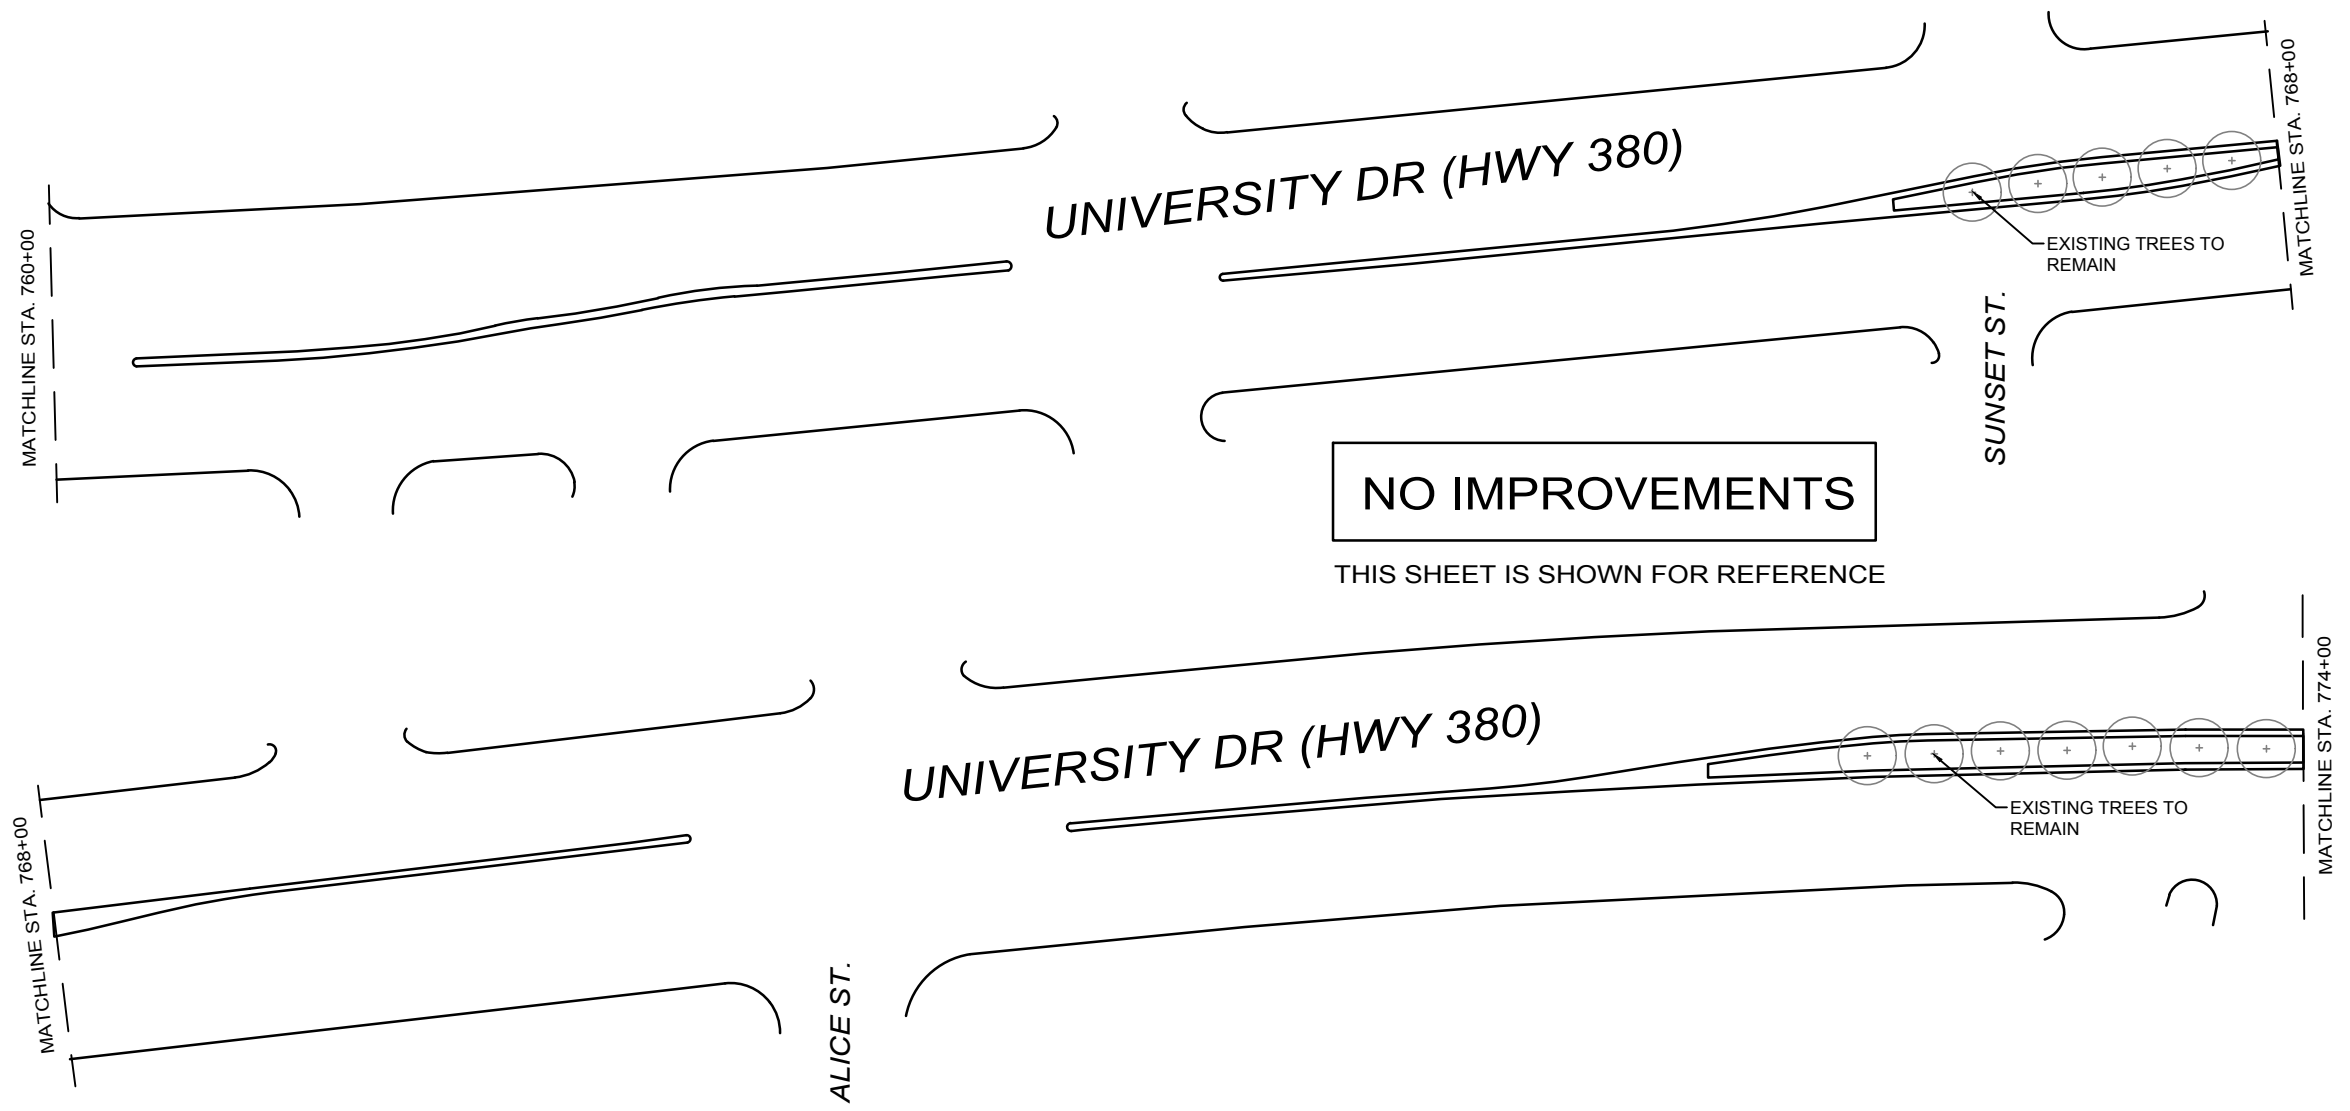 MATCHLINE STA. 768+00
UNIVERSITY DR (HWY 380)
MATCHLINE STA. 760+00
EXISTING TREES TO
REMAIN
SUNSET ST.
NO IMPROVEMENTS
THIS SHEET IS SHOWN FOR REFERENCE
MATCHLINE STA. 774+00
UNIVERSITY DR (HWY 380)
EXISTING TREES TO
REMAIN
MATCHLINE STA. 768+00
ALICE ST.